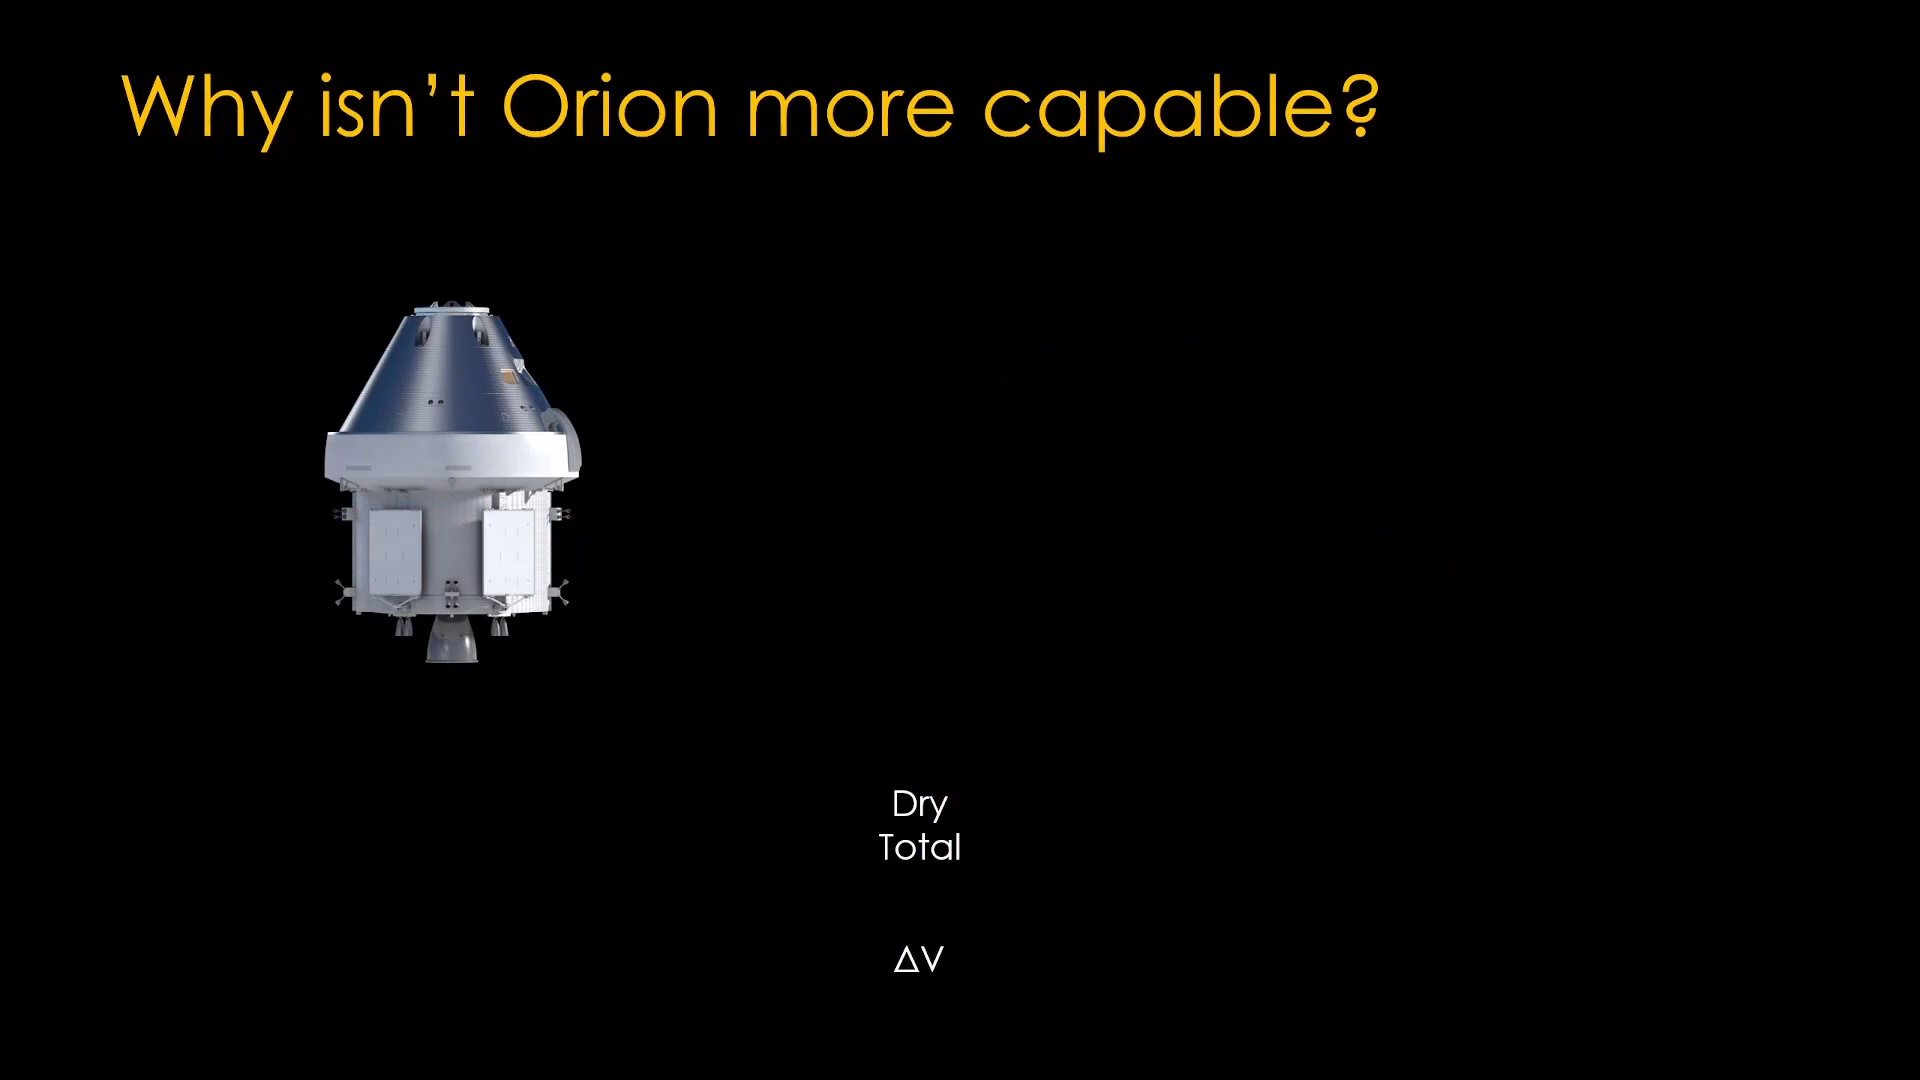 Why isn’t Orion more capable?
Dry
Total
ΔV